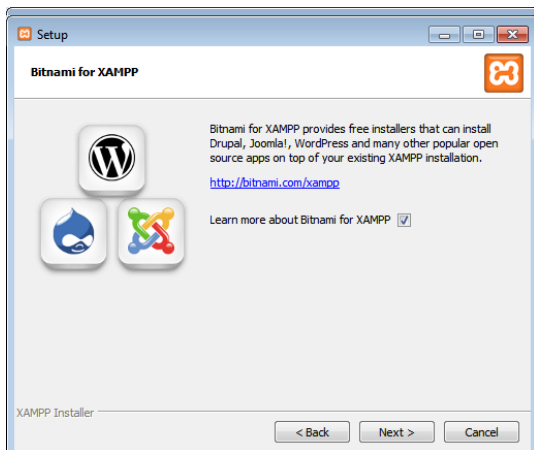 Setup
Bitnami for XAMPP
Bitnami for XAMPP provides free installers that can install
Drupal, Joomla!, WordPress and many other popular open
source apps on top of your existing XAMPP installation.
http://bitnami.com/xampp
Learn more about Bitnami for XAMPP
XAMPP Installer
< Back
Next >
Cancel